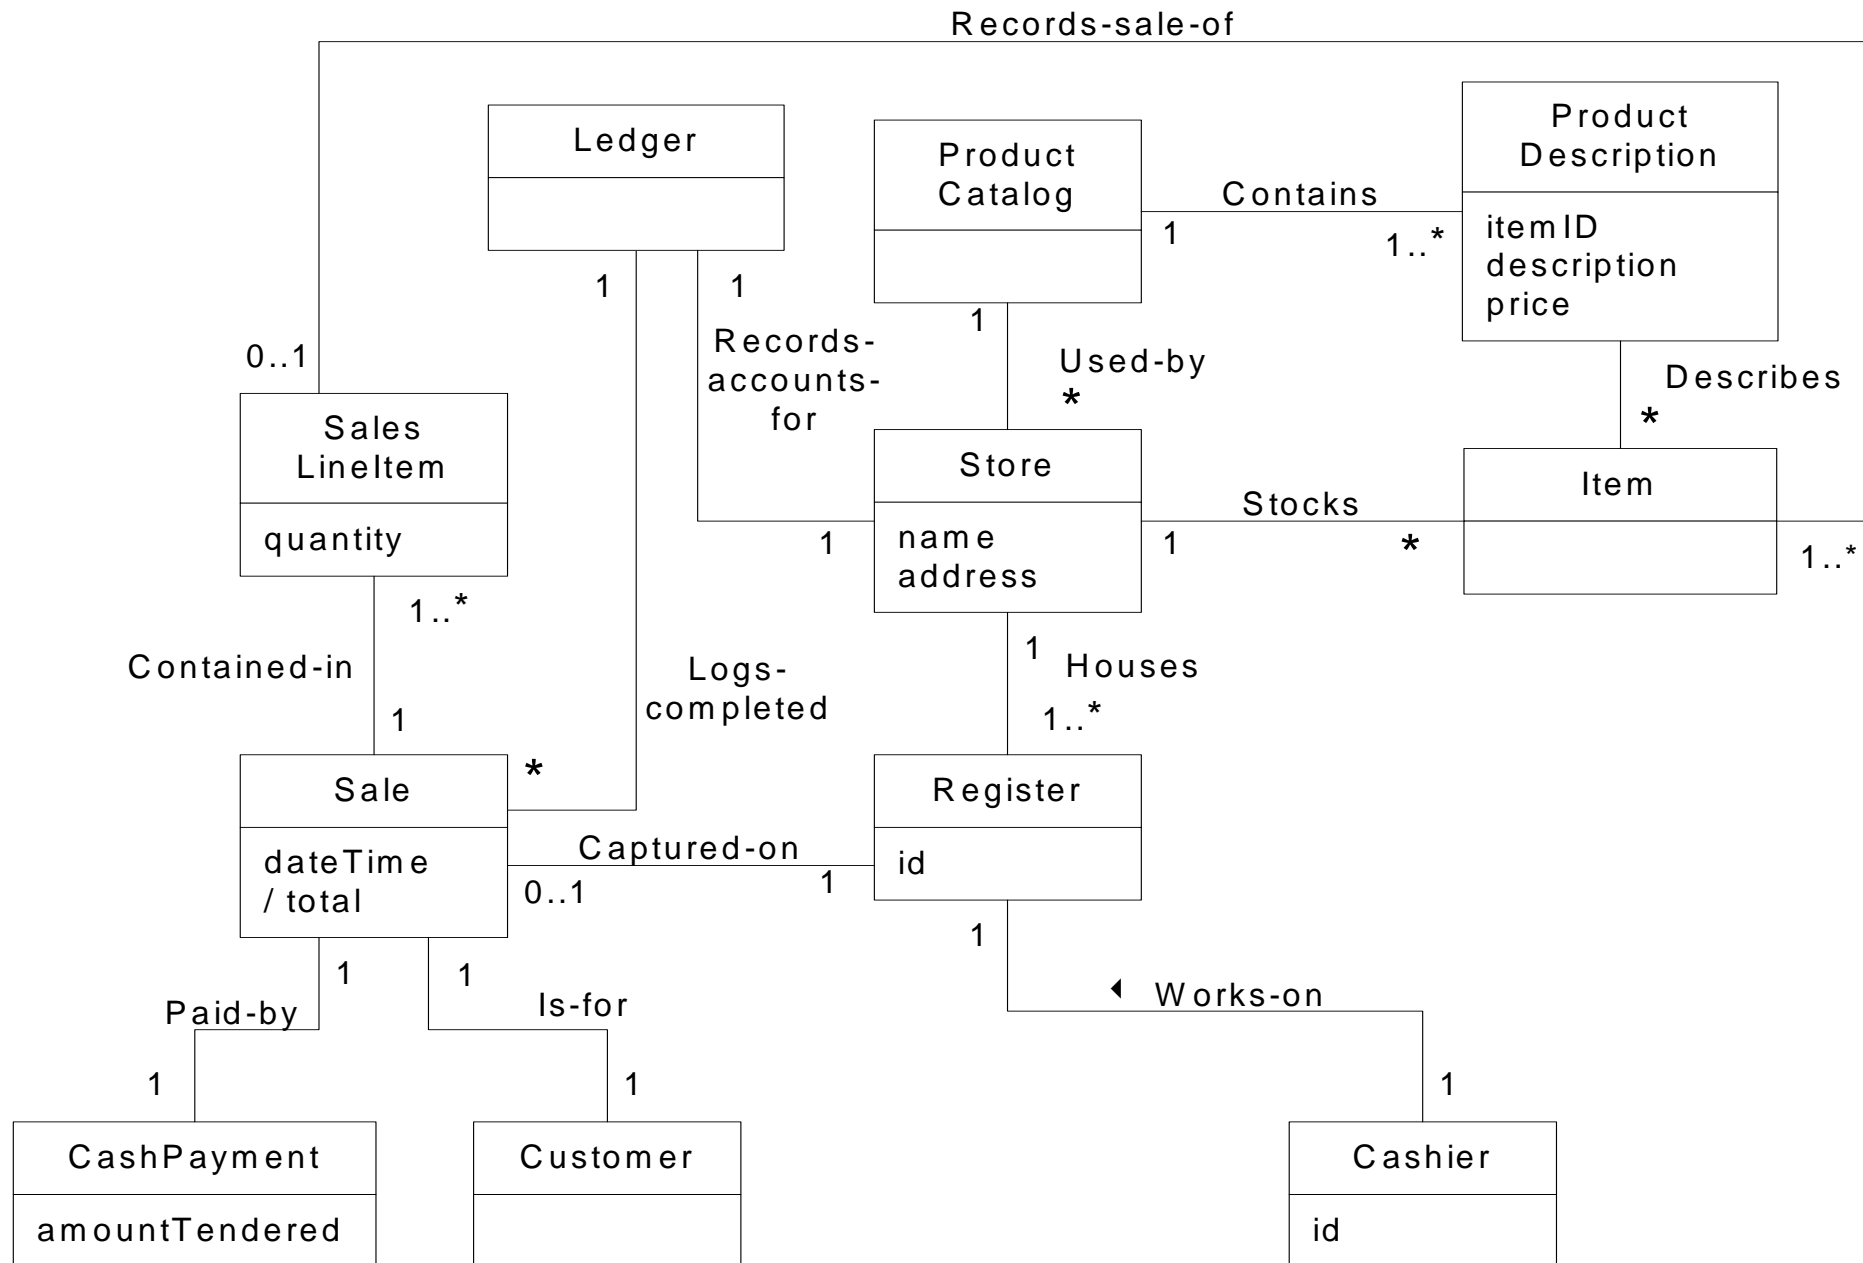 Records-sale-of
Ledger
Product
Catalog
Product
Description
itemID
description
price
Contains
1
1..*
1
1
1
0..1
Records-
accounts-
for
Used-by
*
Describes
*
Sales
LineItem
quantity
Store
name
address
Stocks
1
1
*
Item
1..*
1..*
Contained-in
1
Logs-
completed
1
Houses
1..*
*
Sale
dateTime
/ total
Captured-on
0..1
1
Register
id
1
1
1
Paid-by
Is-for
Works-on
1
1
1
CashPayment
amountTendered
Customer
Cashier
id